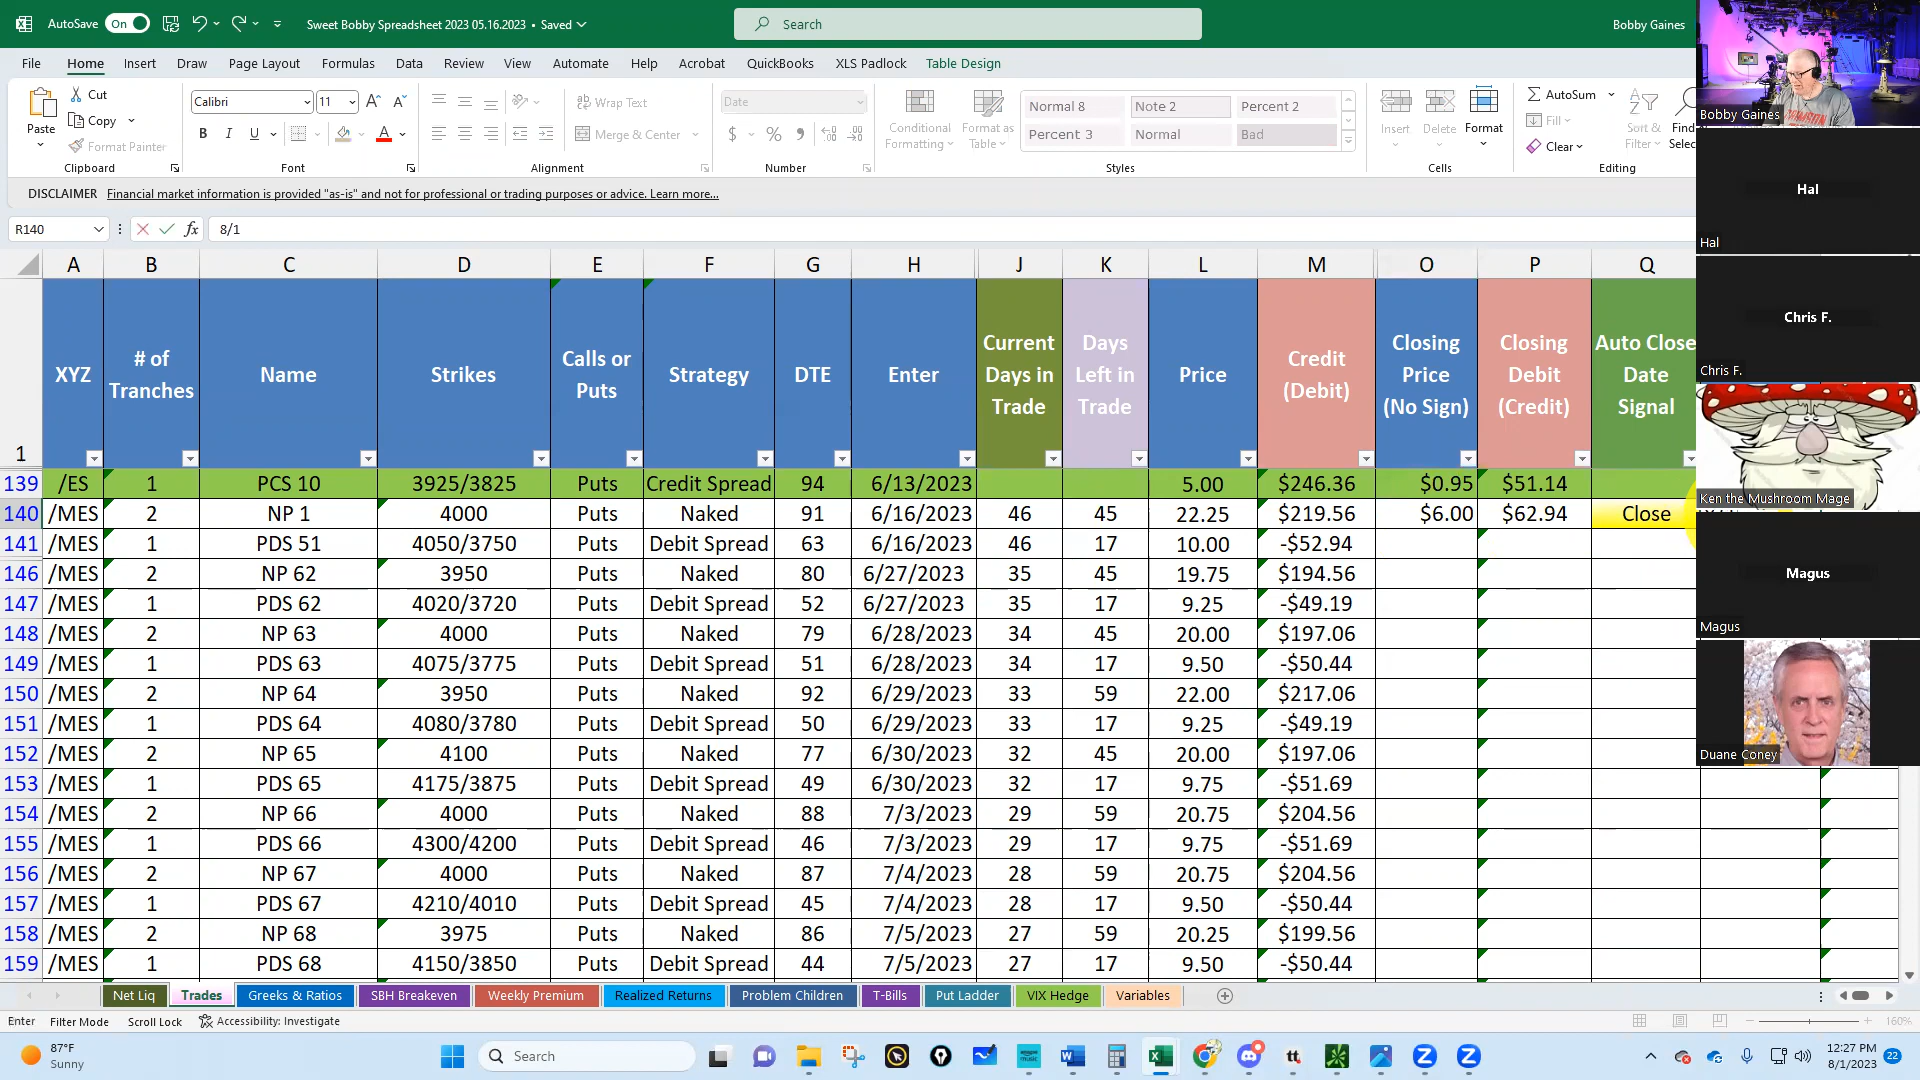 AutoSave On Sweet Bobby Spreadsheet 2023 05.16.2023 • Saved Search Bobby Gaines
File Home Insert Draw Page Layout Formulas Data Review View Automate Help Acrobat QuickBooks XLS Padlock Table Design
Paste Cut Copy Format Painter Clipboard
Calibri 11 B I U Font
Wrap Text Merge & Center Alignment
Date $ % Number
Conditional Formatting Format as Table Normal 8 Note 2 Percent 2 Percent 3 Normal Bad Styles
Insert Delete Format Cells
AutoSum Fill Clear Sort & Filter Find Selec Editing
DISCLAIMER Financial market information is provided "as-is" and not for professional or trading purposes or advice. Learn more...
R140 fx 8/1
A B C D E F G H J K L M O P Q
1 XYZ # of Tranches Name Strikes Calls or Puts Strategy DTE Enter Current Days in Trade Days Left in Trade Price Credit (Debit) Closing Price (No Sign) Closing Debit (Credit) Auto Close Date Signal
139 /ES 1 PCS 10 3925/3825 Puts Credit Spread 94 6/13/2023 5.00 $246.36 $0.95 $51.14
140 /MES 2 NP 1 4000 Puts Naked 91 6/16/2023 46 45 22.25 $219.56 $6.00 $62.94 Close
141 /MES 1 PDS 51 4050/3750 Puts Debit Spread 63 6/16/2023 46 17 10.00 -$52.94
146 /MES 2 NP 62 3950 Puts Naked 80 6/27/2023 35 45 19.75 $194.56
147 /MES 1 PDS 62 4020/3720 Puts Debit Spread 52 6/27/2023 35 17 9.25 -$49.19
148 /MES 2 NP 63 4000 Puts Naked 79 6/28/2023 34 45 20.00 $197.06
149 /MES 1 PDS 63 4075/3775 Puts Debit Spread 51 6/28/2023 34 17 9.50 -$50.44
150 /MES 2 NP 64 3950 Puts Naked 92 6/29/2023 33 59 22.00 $217.06
151 /MES 1 PDS 64 4080/3780 Puts Debit Spread 50 6/29/2023 33 17 9.25 -$49.19
152 /MES 2 NP 65 4100 Puts Naked 77 6/30/2023 32 45 20.00 $197.06
153 /MES 1 PDS 65 4175/3875 Puts Debit Spread 49 6/30/2023 32 17 9.75 -$51.69
154 /MES 2 NP 66 4000 Puts Naked 88 7/3/2023 29 59 20.75 $204.56
155 /MES 1 PDS 66 4300/4200 Puts Debit Spread 46 7/3/2023 29 17 9.75 -$51.69
156 /MES 2 NP 67 4000 Puts Naked 87 7/4/2023 28 59 20.75 $204.56
157 /MES 1 PDS 67 4210/4010 Puts Debit Spread 45 7/4/2023 28 17 9.50 -$50.44
158 /MES 2 NP 68 3975 Puts Naked 86 7/5/2023 27 59 20.25 $199.56
159 /MES 1 PDS 68 4150/3850 Puts Debit Spread 44 7/5/2023 27 17 9.50 -$50.44
Net Liq Trades Greeks & Ratios SBH Breakeven Weekly Premium Realized Returns Problem Children T-Bills Put Ladder VIX Hedge Variables
Enter Filter Mode Scroll Lock Accessibility: Investigate 160%
87°F
Sunny
Search
12:27 PM
8/1/2023
22
Bobby Gaines
Hal
Hal
Chris F.
Chris F.
Ken the Mushroom Mage
Magus
Magus
Duane Coney